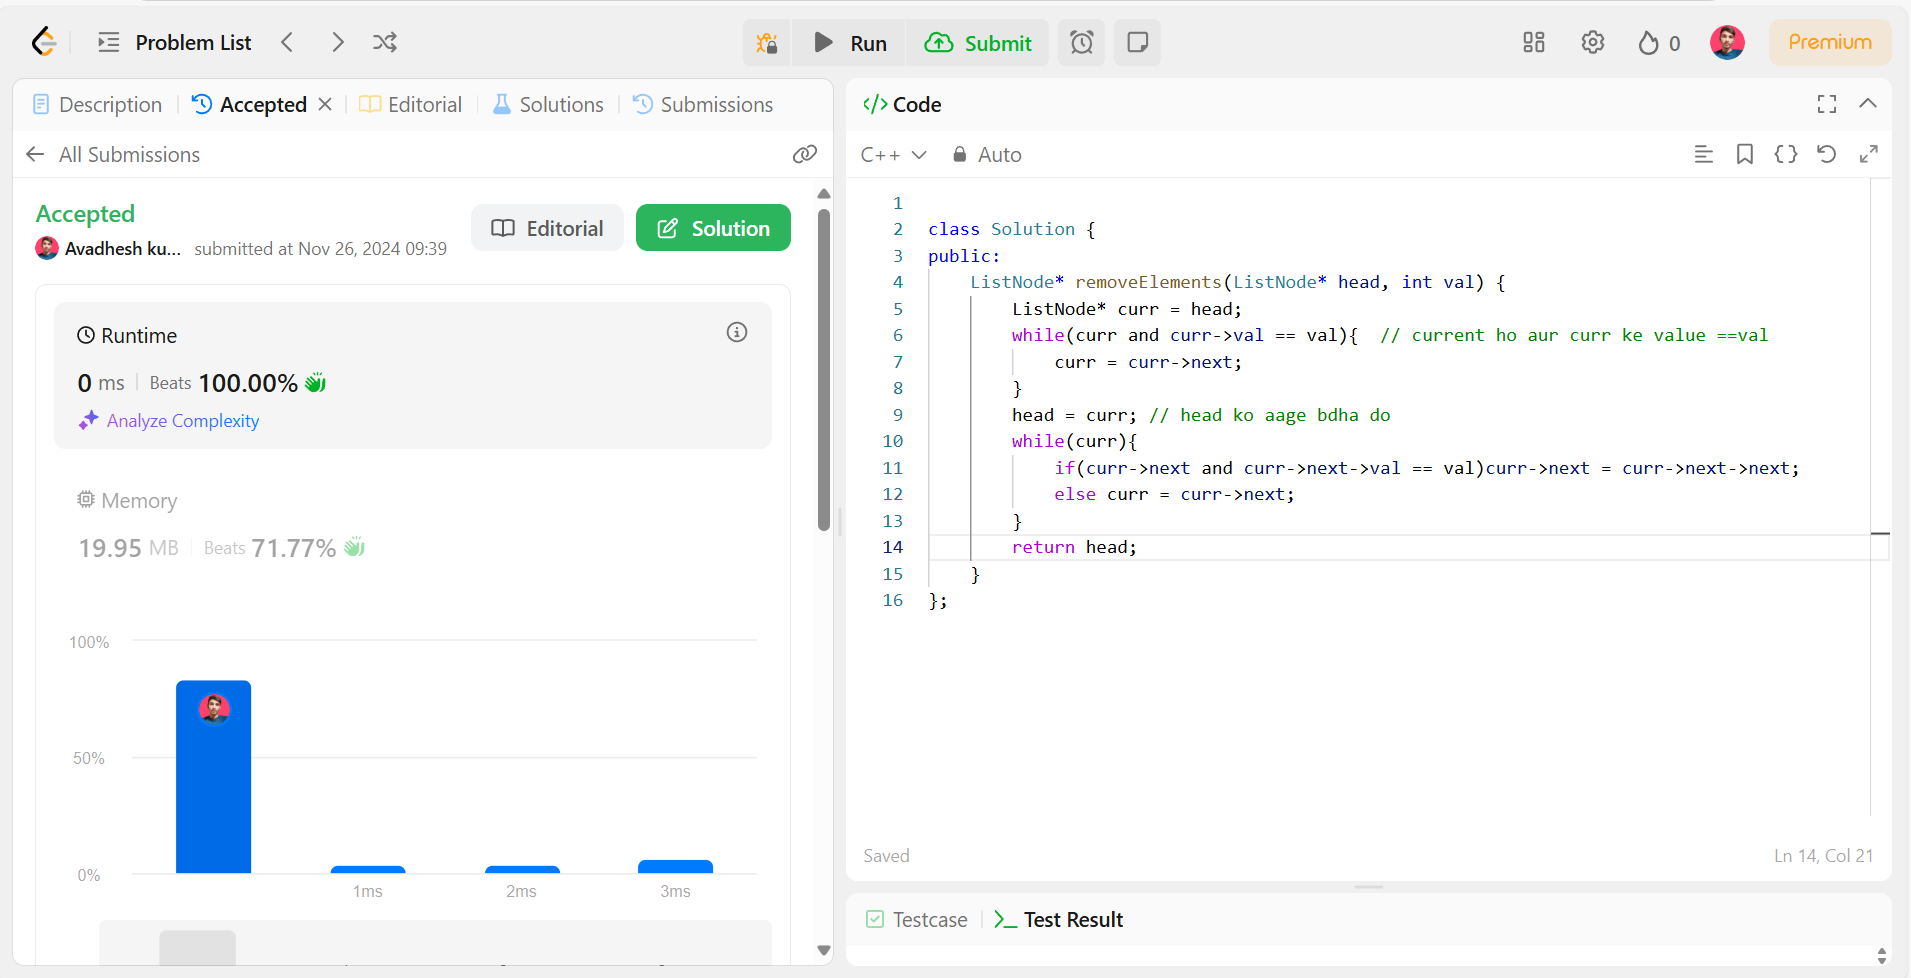 Problem List
Run
Submit
0
Premium
Description
Accepted
Editorial
Solutions
Submissions
All Submissions
Accepted
Avadhesh ku...
submitted at Nov 26, 2024 09:39
Editorial
Solution
Runtime
0 ms
Beats 100.00%
Analyze Complexity
Memory
19.95 MB
Beats 71.77%
100%
50%
0%
1ms
2ms
3ms
</> Code
C++
Auto
1
2 class Solution {
3 public:
4 ListNode* removeElements(ListNode* head, int val) {
5 ListNode* curr = head;
6 while(curr and curr->val == val){ // current ho aur curr ke value ==val
7 curr = curr->next;
8 }
9 head = curr; // head ko aage bdha do
10 while(curr){
11 if(curr->next and curr->next->val == val)curr->next = curr->next->next;
12 else curr = curr->next;
13 }
14 return head;
15 }
16 };
Saved
Ln 14, Col 21
Testcase
Test Result